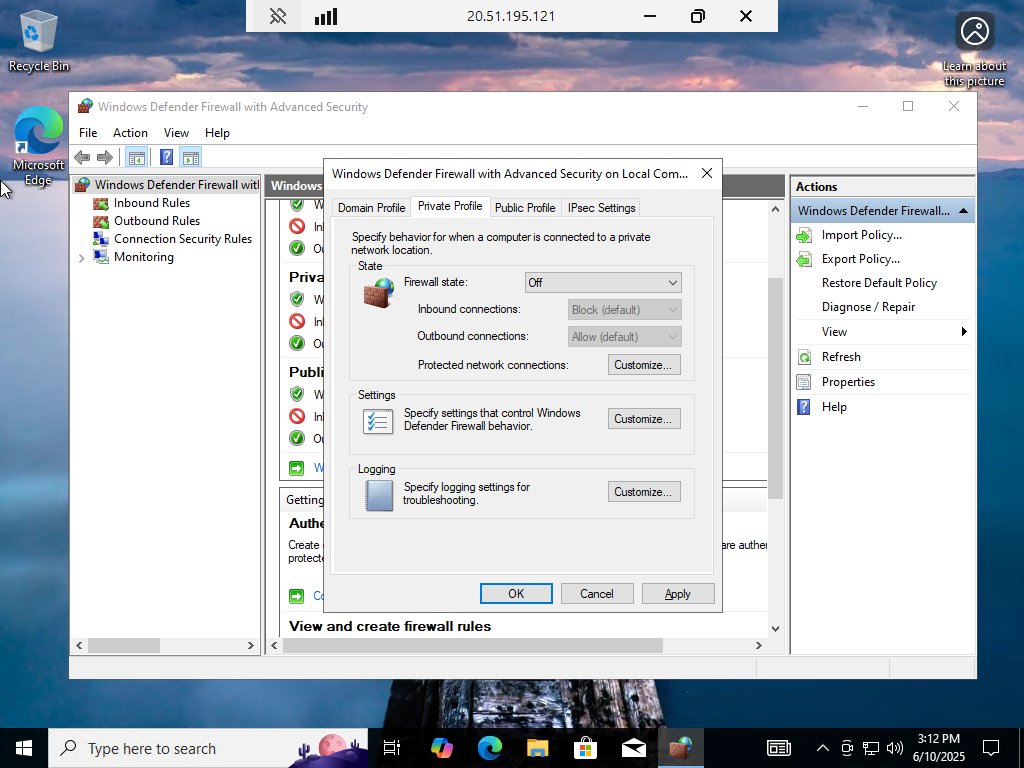 20.51.195.121
Recycle Bin
Learn about
this picture
Microsoft
Edge
Windows Defender Firewall with Advanced Security
File Action View Help
Windows Defender Firewall with
Inbound Rules
Outbound Rules
Connection Security Rules
Monitoring
Windows
Priva
Publi
Getting
Authe
Create
protecte
are authen
View and create firewall rules
Windows Defender Firewall with Advanced Security on Local Com...
Domain Profile Private Profile Public Profile IPsec Settings
Specify behavior for when a computer is connected to a private
network location.
State
Firewall state: Off
Inbound connections: Block (default)
Outbound connections: Allow (default)
Protected network connections: Customize...
Settings
Specify settings that control Windows
Defender Firewall behavior.
Customize...
Logging
Specify logging settings for
troubleshooting.
Customize...
OK Cancel Apply
Actions
Windows Defender Firewall...
Import Policy...
Export Policy...
Restore Default Policy
Diagnose / Repair
View
Refresh
Properties
Help
Type here to search
3:12 PM
6/10/2025